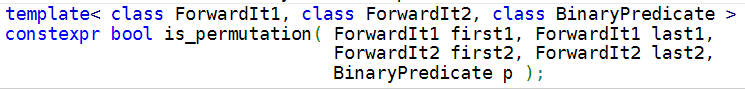 template< class ForwardIt1, class ForwardIt2, class BinaryPredicate >
constexpr bool is_permutation( ForwardIt1 first1, ForwardIt1 last1,
ForwardIt2 first2, ForwardIt2 last2,
BinaryPredicate p );